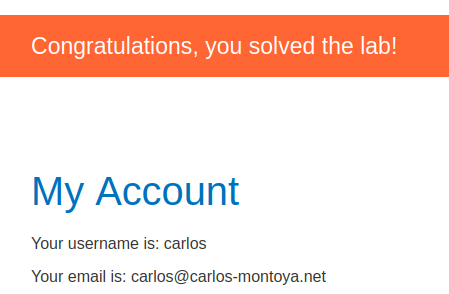 Congratulations, you solved the lab!
My Account
Your username is: carlos
Your email is: carlos@carlos-montoya.net